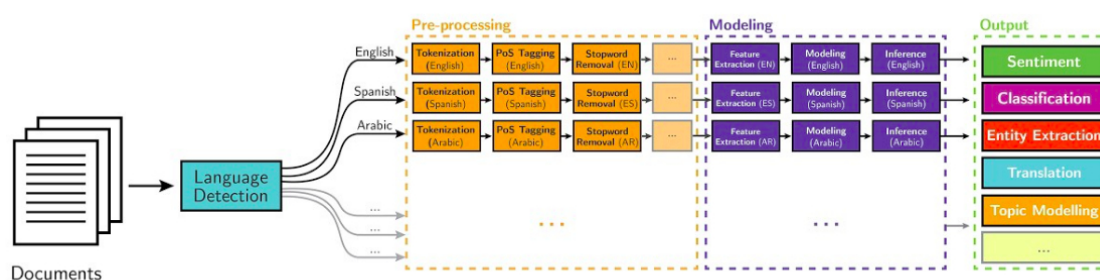 Pre-processing
Modeling
Output
English
Tokenization
(English)
PoS Tagging
(English)
Stopword
Removal (EN)
...
Feature
Extraction (EN)
Modeling
(English)
Inference
(English)
Sentiment
Spanish
Tokenization
(Spanish)
PoS Tagging
(Spanish)
Stopword
Removal (ES)
...
Feature
Extraction (ES)
Modeling
(Spanish)
Inference
(Spanish)
Classification
Arabic
Tokenization
(Arabic)
PoS Tagging
(Arabic)
Stopword
Removal (AR)
...
Feature
Extraction (AR)
Modeling
(Arabic)
Inference
(Arabic)
Entity Extraction
Language
Detection
Translation
...
...
...
...
...
Topic Modelling
...
Documents